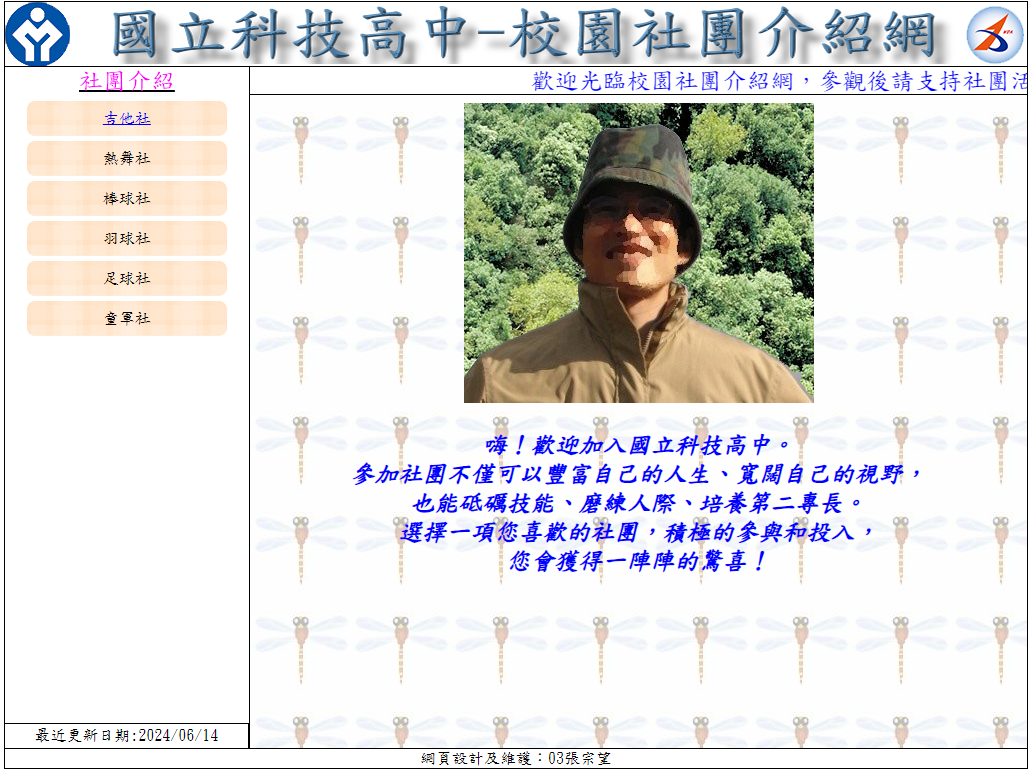 國立科技高中-校園社團介紹網
社團介紹
歡迎光臨校園社團介紹網，參觀後請支持社團活
吉他社
熱舞社
棒球社
羽球社
足球社
童軍社
嗨！歡迎加入國立科技高中。
參加社團不僅可以豐富自己的人生、寬闊自己的視野，
也能砥礪技能、磨練人際、培養第二專長。
選擇一項您喜歡的社團，積極的參與和投入，
您會獲得一陣陣的驚喜！
最近更新日期:2024/06/14
網頁設計及維護：03張宗望